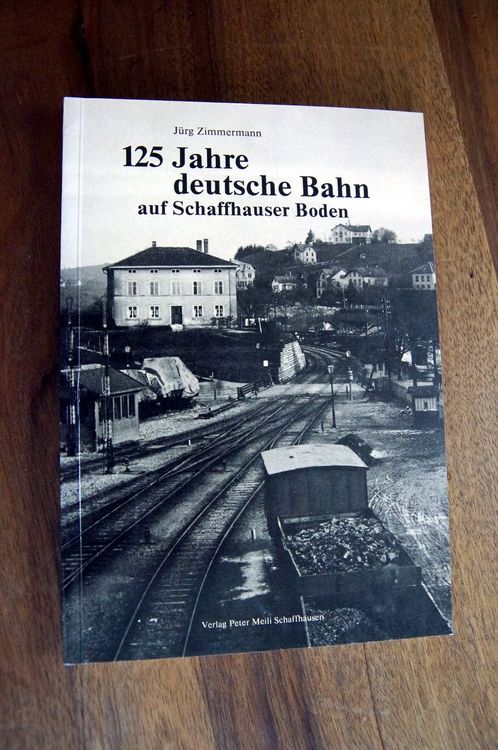 Jürg Zimmermann
125 Jahre
deutsche Bahn
auf Schaffhauser Boden
Verlag Peter Meili Schaffhausen